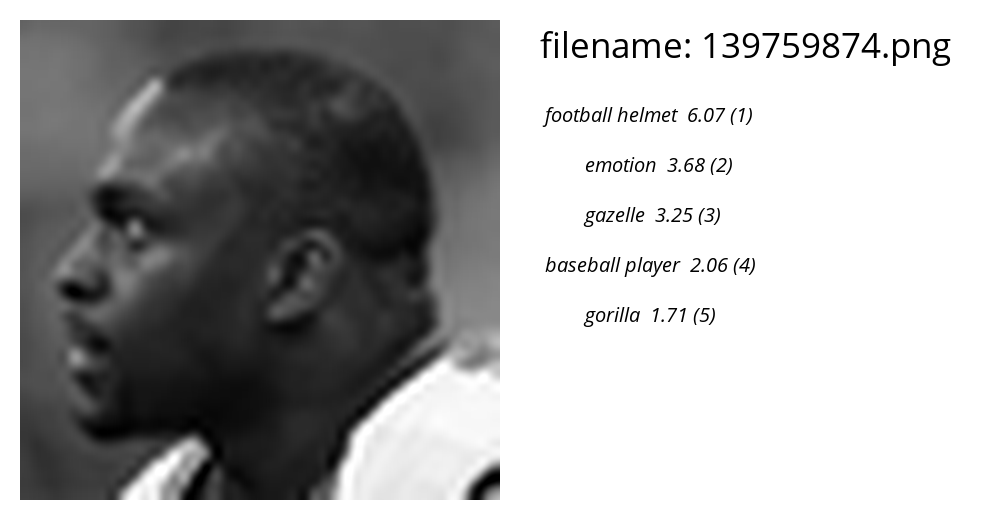 filename: 139759874.png
football helmet 6.07 (1)
emotion 3.68 (2)
gazelle 3.25 (3)
baseball player 2.06 (4)
gorilla 1.71 (5)